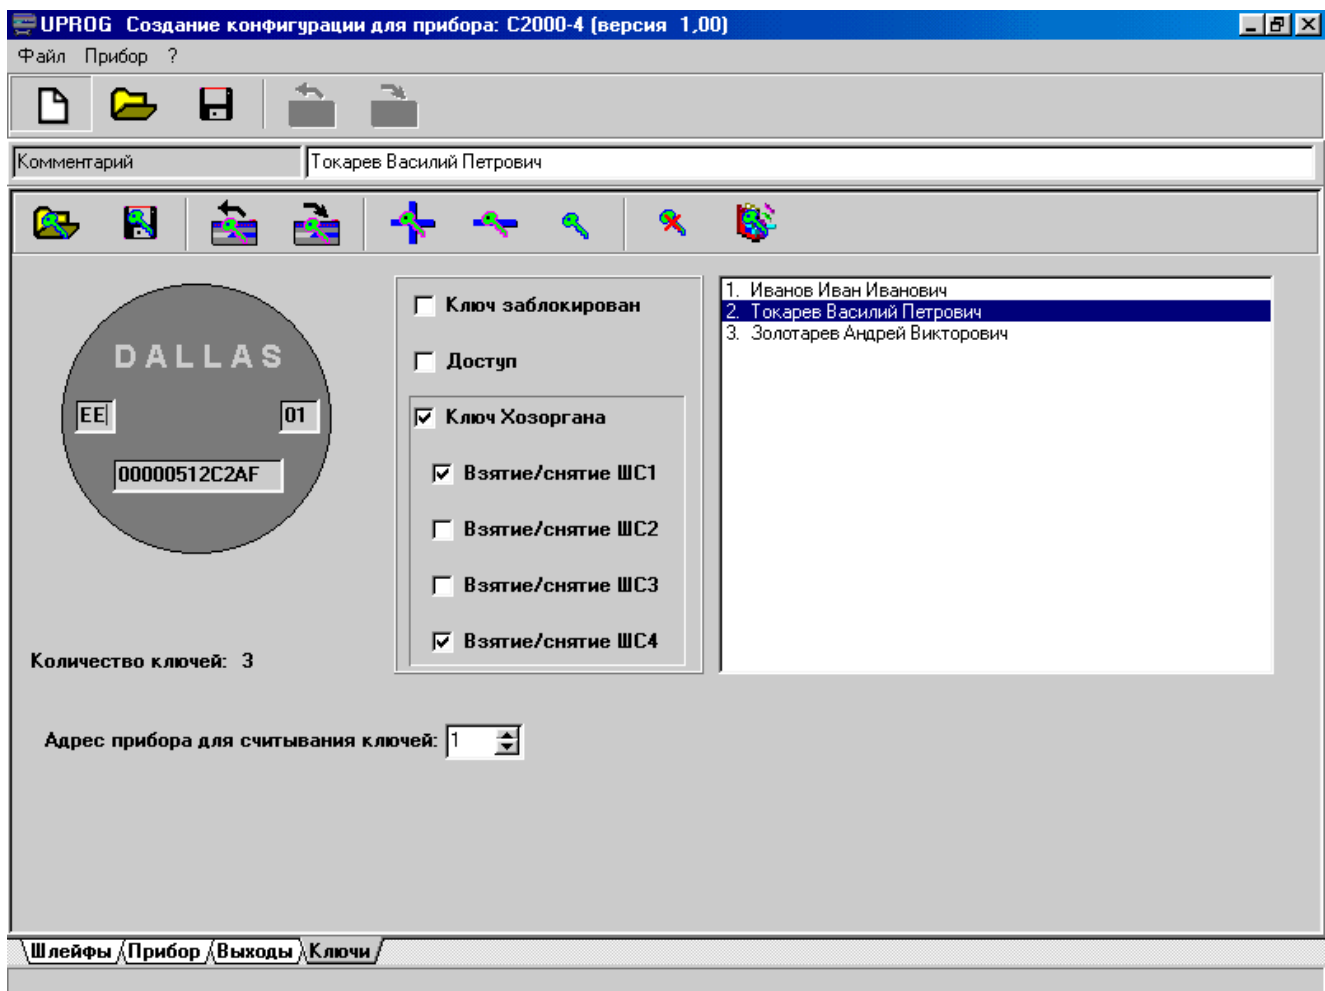 UPROG Создание конфигурации для прибора: С2000-4 (версия 1,00)
Файл Прибор ?
Комментарий Токарев Василий Петрович
DALLAS
EE 01
00000512C2AF
Количество ключей: 3
Ключ заблокирован
Доступ
Ключ Хозоргана
Взятие/снятие ШС1
Взятие/снятие ШС2
Взятие/снятие ШС3
Взятие/снятие ШС4
1. Иванов Иван Иванович
2. Токарев Василий Петрович
3. Золотарев Андрей Викторович
Адрес прибора для считывания ключей: 1
Шлейфы Прибор Выходы Ключи